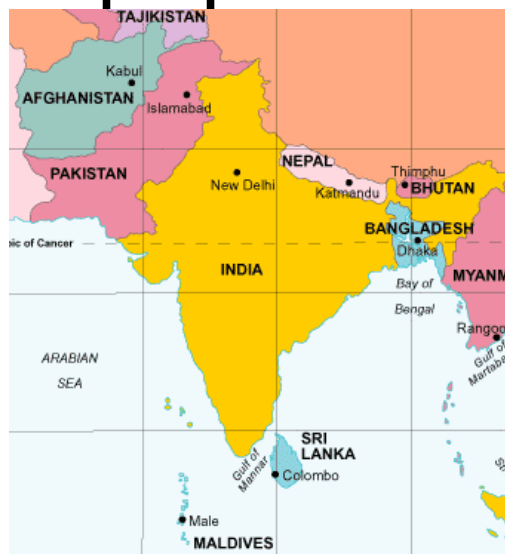 TAJIKISTAN
Kabul
AFGHANISTAN
Islamabad
PAKISTAN
NEPAL
Thimphu
New Delhi
Katmandu
BHUTAN
BANGLADESH
pic of Cancer
Dhaka
INDIA
MYANM
Bay of
Bengal
Rangoo
Gulf of
Martaba
ARABIAN
SEA
SRI
LANKA
Gulf of
Mannar
Colombo
Male
MALDIVES